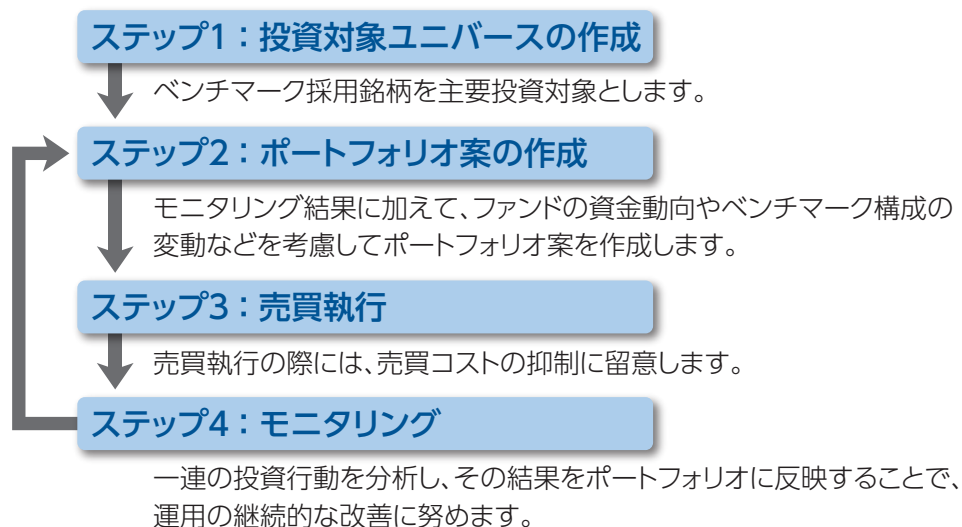 ステップ1：投資対象ユニバースの作成
ベンチマーク採用銘柄を主要投資対象とします。
ステップ2：ポートフォリオ案の作成
モニタリング結果に加えて、ファンドの資金動向やベンチマーク構成の
変動などを考慮してポートフォリオ案を作成します。
ステップ3：売買執行
売買執行の際には、売買コストの抑制に留意します。
ステップ4：モニタリング
一連の投資行動を分析し、その結果をポートフォリオに反映することで、
運用の継続的な改善に努めます。